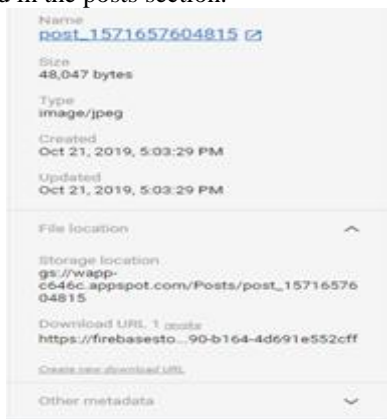 d in the posts section.
Name
post_1571657604815
Size
48,047 bytes
Type
image/jpeg
Created
Oct 21, 2019, 5:03:29 PM
Updated
Oct 21, 2019, 5:03:29 PM
File location
Storage location
gs://wapp-
c646c.appspot.com/Posts/post_15716576
04815
Download URL 1
https://firebasesto...90-b164-4d691e552cff
Create new download URL
Other metadata